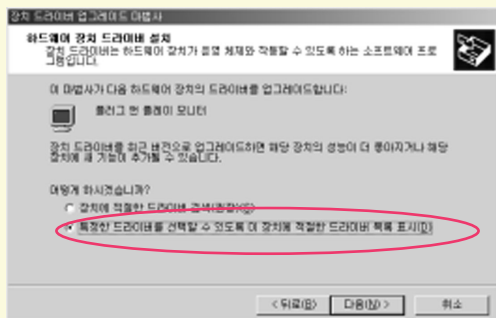 장치 드라이버 업그레이드 마법사
하드웨어 장치 드라이버 설치
장치 드라이버는 하드웨어 장치가 운영 체제와 작동할 수 있도록 하는 소프트웨어 프로
그램입니다.
이 마법사가 다음 하드웨어 장치의 드라이버를 업그레이드합니다:
플러그 앤 플레이 모니터
장치 드라이버를 최근 버전으로 업그레이드하면 해당 장치의 성능이 더 좋아지거나 해당
장치에 새 기능이 추가될 수 있습니다.
어떻게 하시겠습니까?
장치에 적절한 드라이버 검색(권장)(S)
특정한 드라이버를 선택할 수 있도록 이 장치에 적절한 드라이버 목록 표시(D)
< 뒤로(B) 다음(N) > 취소